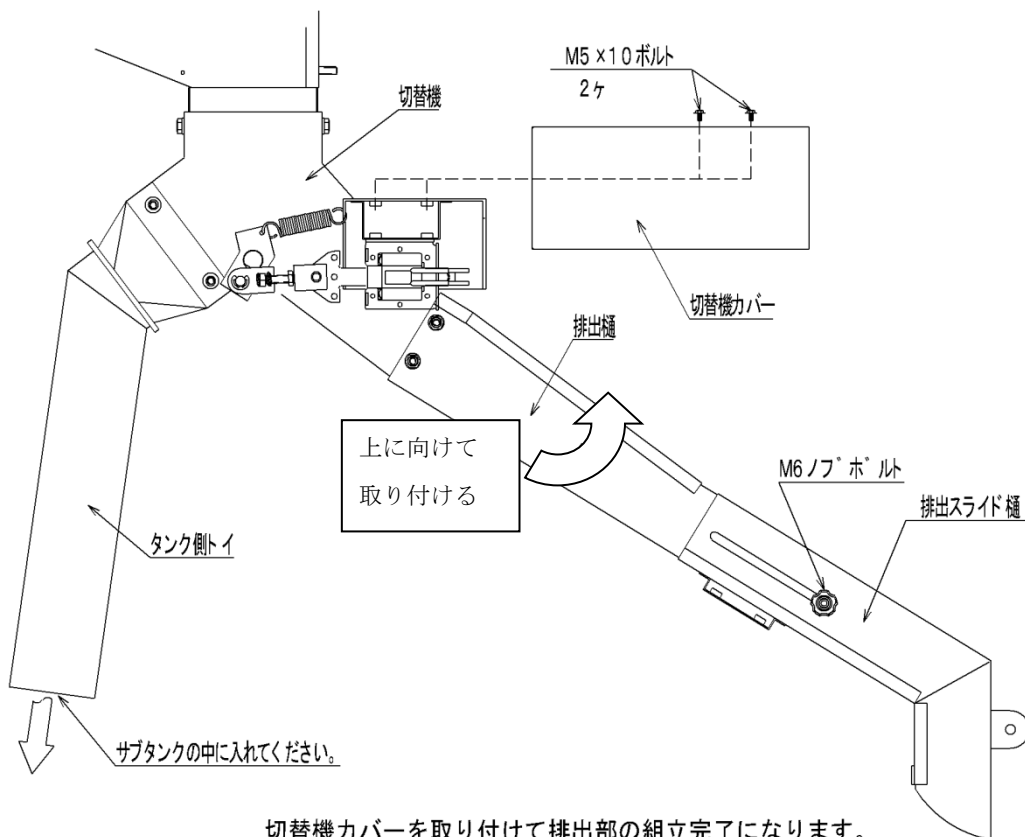 M5×10ボルト
2ヶ
切替機
切替機カバー
排出樋
上に向けて
取り付ける
M6ノブボルト
排出スライド樋
タンク側トイ
サブタンクの中に入れてください。
切替機カバーを取り付けて排出部の組立完了になります。